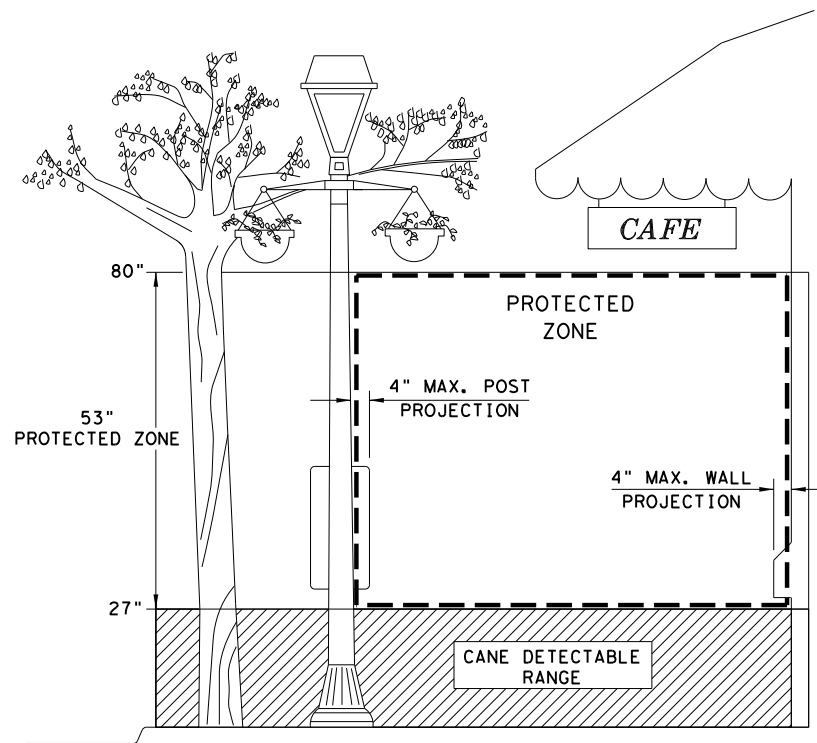 CAFE
80"
PROTECTED
ZONE
4" MAX. POST
PROJECTION
53"
PROTECTED ZONE
4" MAX. WALL
PROJECTION
27"
CANE DETECTABLE
RANGE